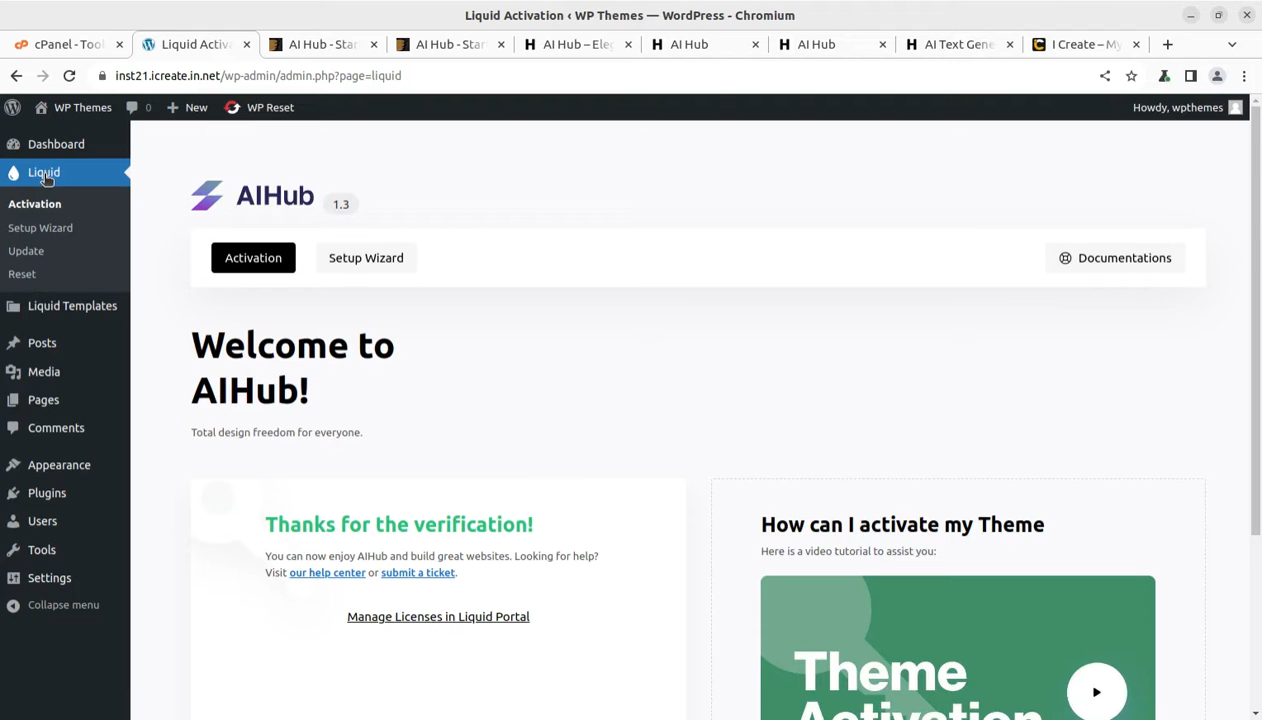 Liquid Activation ‹ WP Themes — WordPress - Chromium
cPanel - Tool
Liquid Activa
AI Hub - Star
AI Hub - Star
AI Hub – Eleg
AI Hub
AI Hub
AI Text Gene
I Create – My
inst21.icreate.in.net/wp-admin/admin.php?page=liquid
WP Themes
0
New
WP Reset
Howdy, wpthemes
Dashboard
Liquid
Activation
Setup Wizard
Update
Reset
Liquid Templates
Posts
Media
Pages
Comments
Appearance
Plugins
Users
Tools
Settings
Collapse menu
AIHub
1.3
Activation
Setup Wizard
Documentations
Welcome to
AIHub!
Total design freedom for everyone.
Thanks for the verification!
You can now enjoy AIHub and build great websites. Looking for help?
Visit our help center or submit a ticket.
Manage Licenses in Liquid Portal
How can I activate my Theme
Here is a video tutorial to assist you:
Theme
Activation